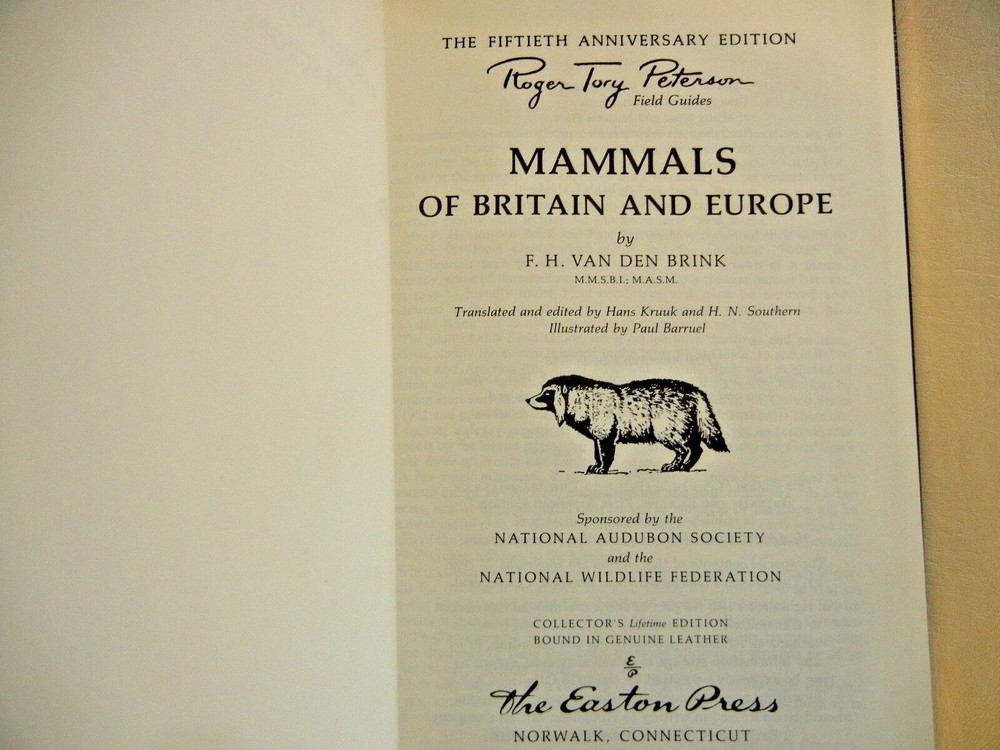 THE FIFTIETH ANNIVERSARY EDITION
Roger Tory Peterson
Field Guides
MAMMALS
OF BRITAIN AND EUROPE
by
F. H. VAN DEN BRINK
M.M.S.B.I.; M.A.S.M.
Translated and edited by Hans Kruuk and H. N. Southern
Illustrated by Paul Barruel
Sponsored by the
NATIONAL AUDUBON SOCIETY
and the
NATIONAL WILDLIFE FEDERATION
COLLECTOR'S Lifetime EDITION
BOUND IN GENUINE LEATHER
E
P
The Easton Press
NORWALK, CONNECTICUT